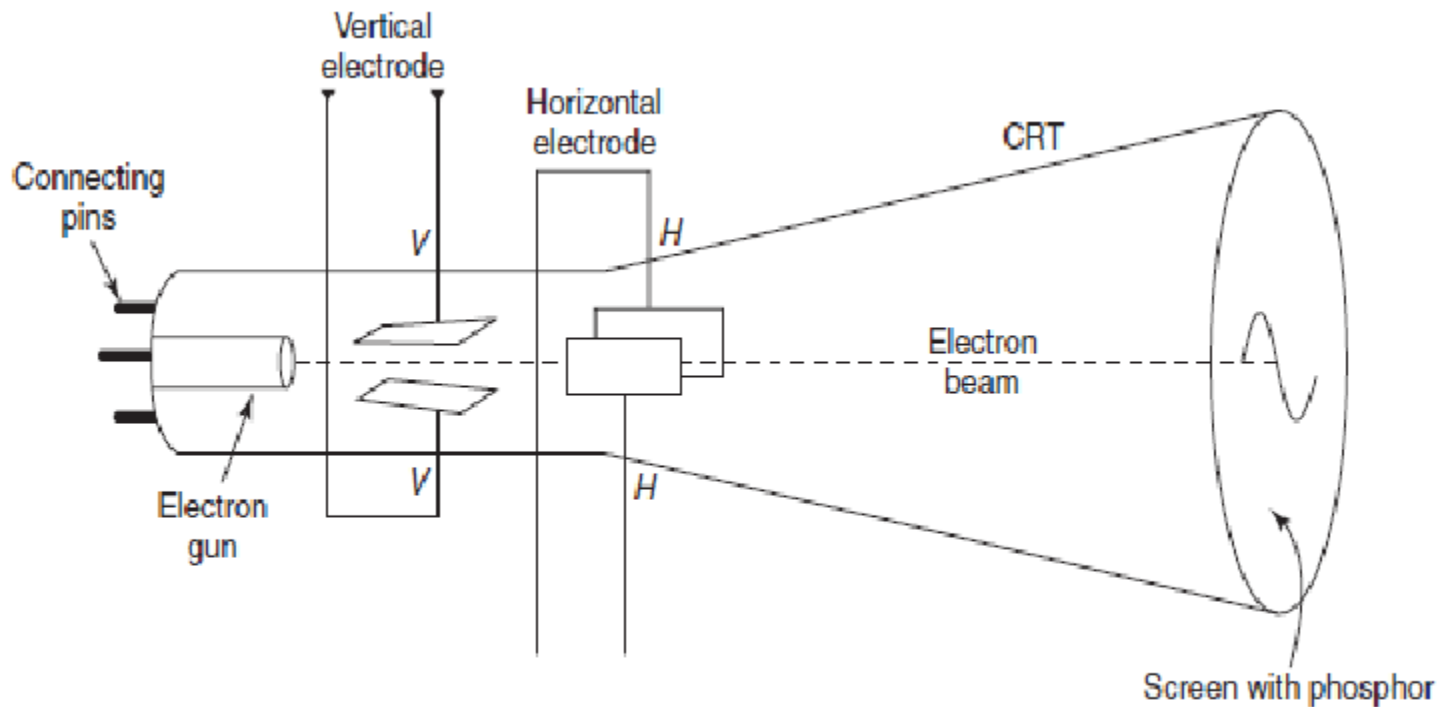 Vertical
electrode
Horizontal
electrode
CRT
Connecting
pins
V
H
Electron
beam
V
H
Electron
gun
Screen with phosphor